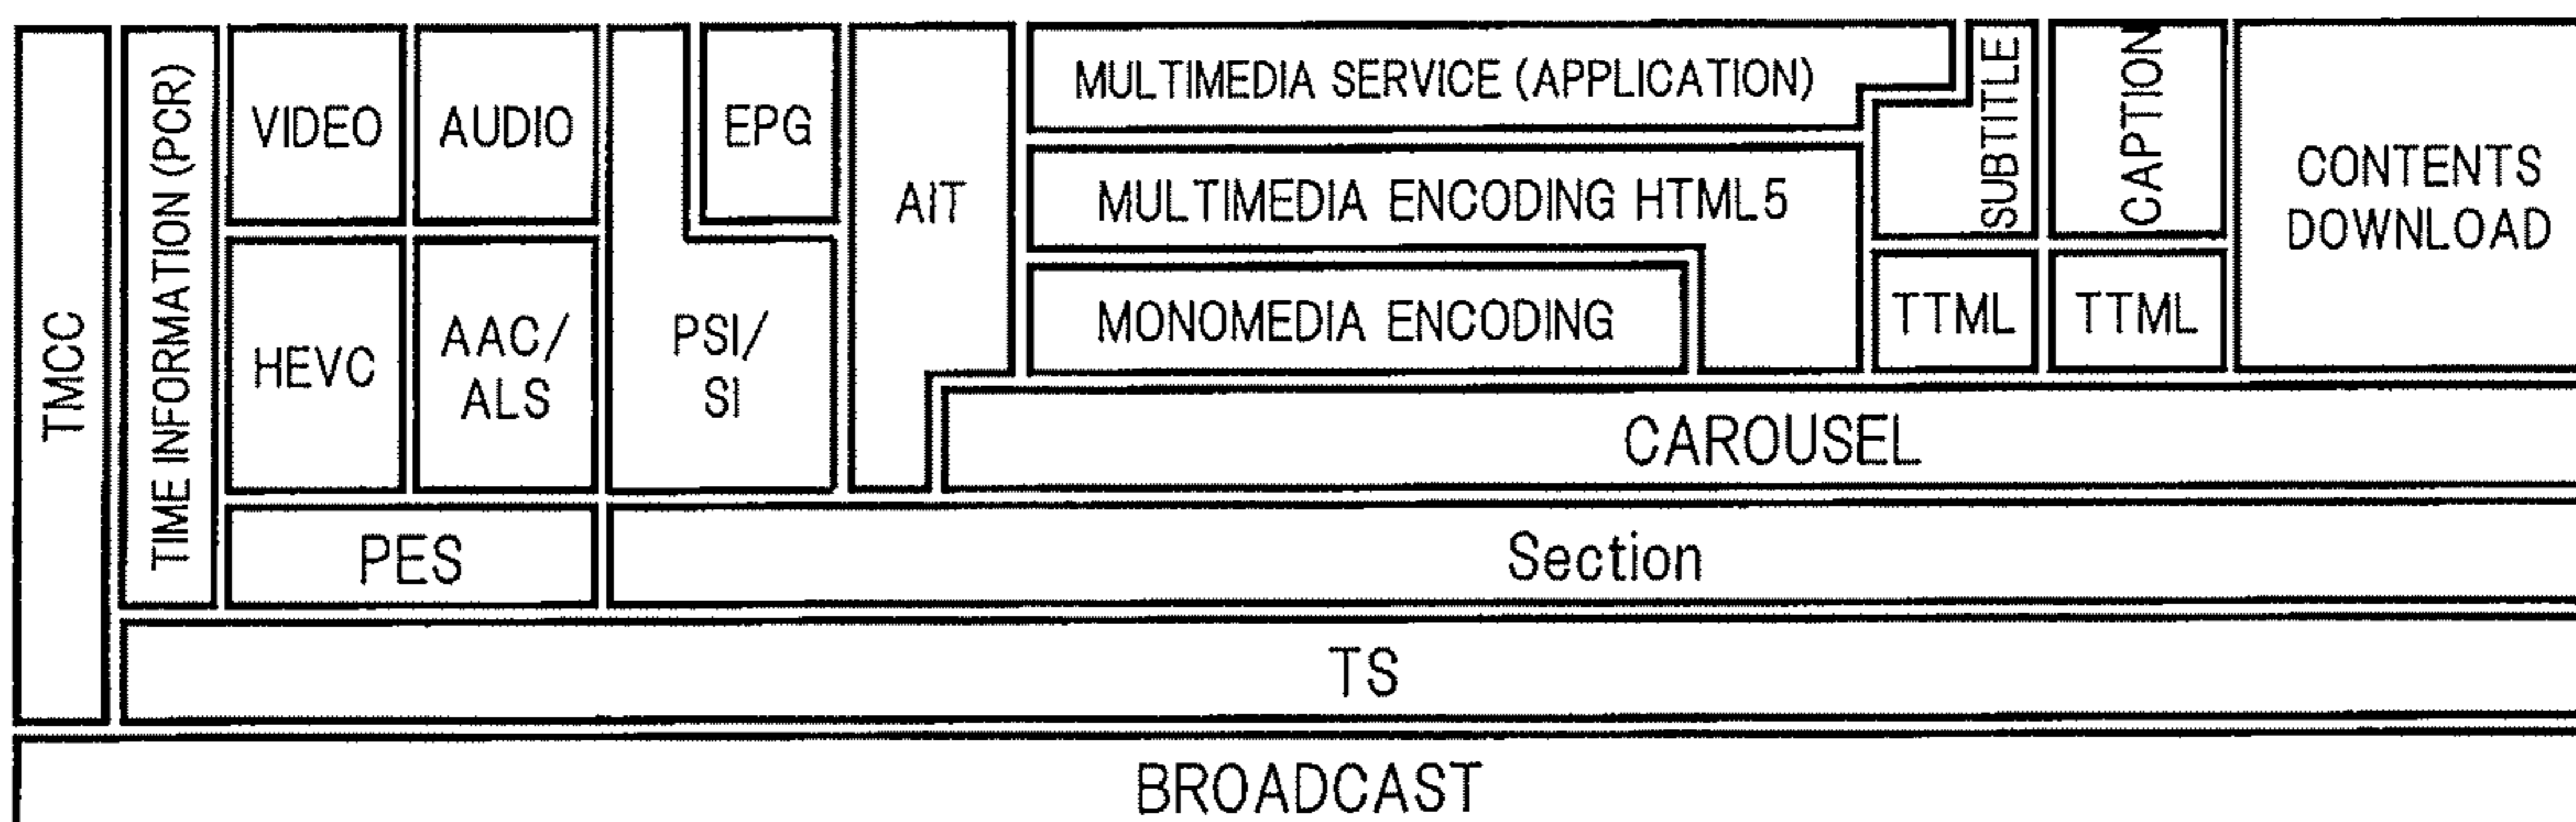 TMCC
TIME INFORMATION (PCR)
VIDEO
AUDIO
HEVC
AAC/
ALS
PES
EPG
PSI/
SI
AIT
MULTIMEDIA SERVICE (APPLICATION)
MULTIMEDIA ENCODING HTML5
MONOMEDIA ENCODING
SUBTITLE
TTML
CAPTION
TTML
CONTENTS
DOWNLOAD
CAROUSEL
Section
TS
BROADCAST